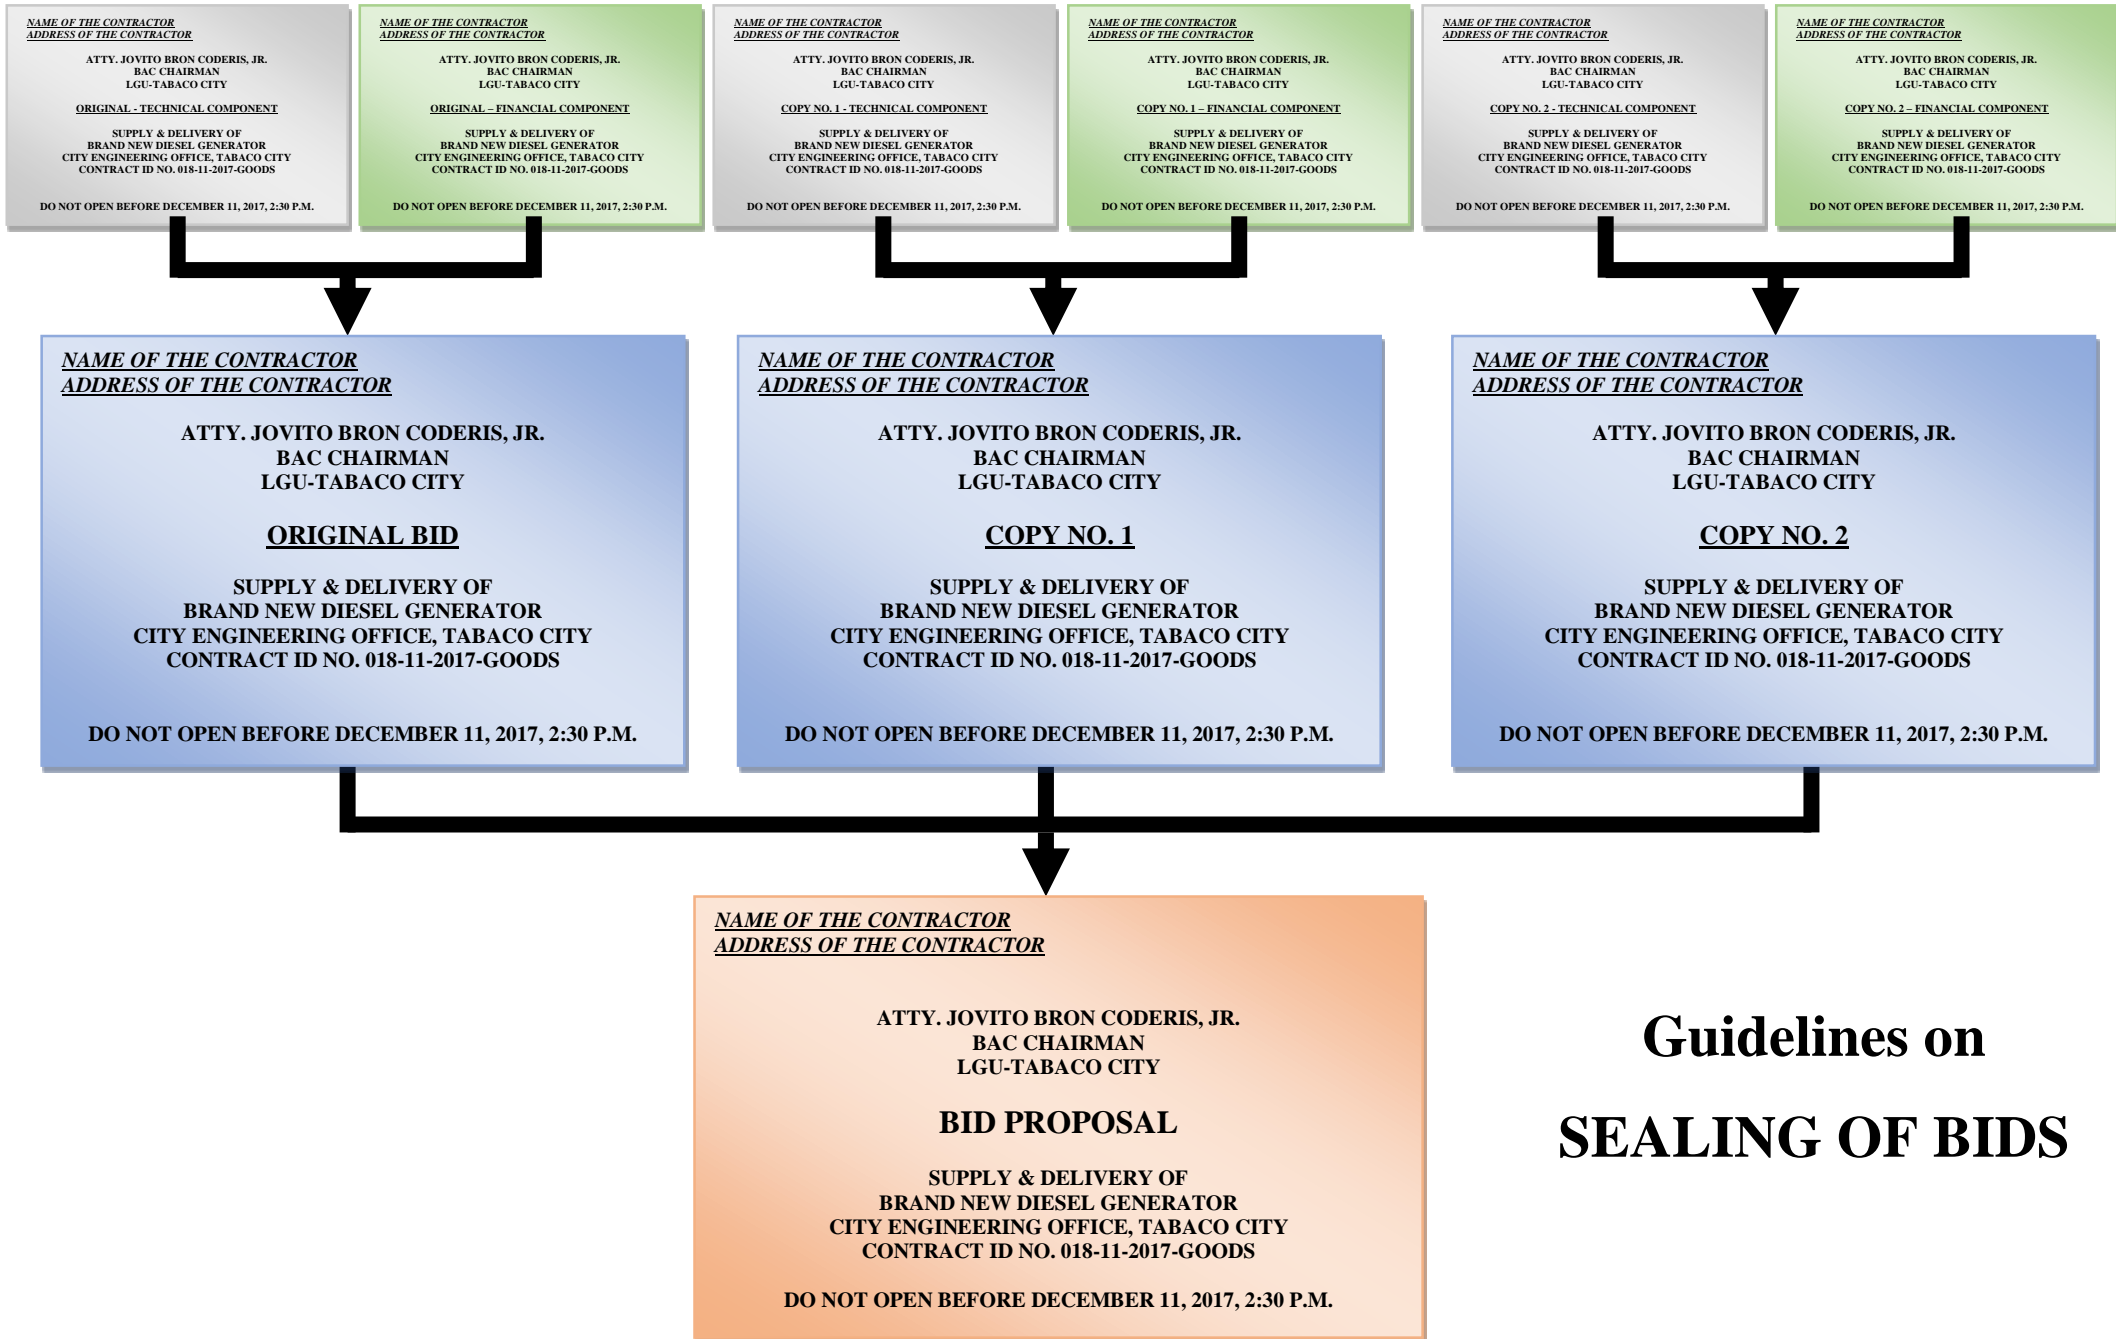 NAME OF THE CONTRACTOR
ADDRESS OF THE CONTRACTOR
ATTY. JOVITO BRON CODERIS, JR.
BAC CHAIRMAN
LGU-TABACO CITY
ORIGINAL - TECHNICAL COMPONENT
SUPPLY & DELIVERY OF
BRAND NEW DIESEL GENERATOR
CITY ENGINEERING OFFICE, TABACO CITY
CONTRACT ID NO. 018-11-2017-GOODS
DO NOT OPEN BEFORE DECEMBER 11, 2017, 2:30 P.M.
NAME OF THE CONTRACTOR
ADDRESS OF THE CONTRACTOR
ATTY. JOVITO BRON CODERIS, JR.
BAC CHAIRMAN
LGU-TABACO CITY
ORIGINAL – FINANCIAL COMPONENT
SUPPLY & DELIVERY OF
BRAND NEW DIESEL GENERATOR
CITY ENGINEERING OFFICE, TABACO CITY
CONTRACT ID NO. 018-11-2017-GOODS
DO NOT OPEN BEFORE DECEMBER 11, 2017, 2:30 P.M.
NAME OF THE CONTRACTOR
ADDRESS OF THE CONTRACTOR
ATTY. JOVITO BRON CODERIS, JR.
BAC CHAIRMAN
LGU-TABACO CITY
COPY NO. 1 - TECHNICAL COMPONENT
SUPPLY & DELIVERY OF
BRAND NEW DIESEL GENERATOR
CITY ENGINEERING OFFICE, TABACO CITY
CONTRACT ID NO. 018-11-2017-GOODS
DO NOT OPEN BEFORE DECEMBER 11, 2017, 2:30 P.M.
NAME OF THE CONTRACTOR
ADDRESS OF THE CONTRACTOR
ATTY. JOVITO BRON CODERIS, JR.
BAC CHAIRMAN
LGU-TABACO CITY
COPY NO. 1 – FINANCIAL COMPONENT
SUPPLY & DELIVERY OF
BRAND NEW DIESEL GENERATOR
CITY ENGINEERING OFFICE, TABACO CITY
CONTRACT ID NO. 018-11-2017-GOODS
DO NOT OPEN BEFORE DECEMBER 11, 2017, 2:30 P.M.
NAME OF THE CONTRACTOR
ADDRESS OF THE CONTRACTOR
ATTY. JOVITO BRON CODERIS, JR.
BAC CHAIRMAN
LGU-TABACO CITY
COPY NO. 2 - TECHNICAL COMPONENT
SUPPLY & DELIVERY OF
BRAND NEW DIESEL GENERATOR
CITY ENGINEERING OFFICE, TABACO CITY
CONTRACT ID NO. 018-11-2017-GOODS
DO NOT OPEN BEFORE DECEMBER 11, 2017, 2:30 P.M.
NAME OF THE CONTRACTOR
ADDRESS OF THE CONTRACTOR
ATTY. JOVITO BRON CODERIS, JR.
BAC CHAIRMAN
LGU-TABACO CITY
COPY NO. 2 – FINANCIAL COMPONENT
SUPPLY & DELIVERY OF
BRAND NEW DIESEL GENERATOR
CITY ENGINEERING OFFICE, TABACO CITY
CONTRACT ID NO. 018-11-2017-GOODS
DO NOT OPEN BEFORE DECEMBER 11, 2017, 2:30 P.M.
NAME OF THE CONTRACTOR
ADDRESS OF THE CONTRACTOR
ATTY. JOVITO BRON CODERIS, JR.
BAC CHAIRMAN
LGU-TABACO CITY
ORIGINAL BID
SUPPLY & DELIVERY OF
BRAND NEW DIESEL GENERATOR
CITY ENGINEERING OFFICE, TABACO CITY
CONTRACT ID NO. 018-11-2017-GOODS
DO NOT OPEN BEFORE DECEMBER 11, 2017, 2:30 P.M.
NAME OF THE CONTRACTOR
ADDRESS OF THE CONTRACTOR
ATTY. JOVITO BRON CODERIS, JR.
BAC CHAIRMAN
LGU-TABACO CITY
COPY NO. 1
SUPPLY & DELIVERY OF
BRAND NEW DIESEL GENERATOR
CITY ENGINEERING OFFICE, TABACO CITY
CONTRACT ID NO. 018-11-2017-GOODS
DO NOT OPEN BEFORE DECEMBER 11, 2017, 2:30 P.M.
NAME OF THE CONTRACTOR
ADDRESS OF THE CONTRACTOR
ATTY. JOVITO BRON CODERIS, JR.
BAC CHAIRMAN
LGU-TABACO CITY
COPY NO. 2
SUPPLY & DELIVERY OF
BRAND NEW DIESEL GENERATOR
CITY ENGINEERING OFFICE, TABACO CITY
CONTRACT ID NO. 018-11-2017-GOODS
DO NOT OPEN BEFORE DECEMBER 11, 2017, 2:30 P.M.
NAME OF THE CONTRACTOR
ADDRESS OF THE CONTRACTOR
ATTY. JOVITO BRON CODERIS, JR.
BAC CHAIRMAN
LGU-TABACO CITY
BID PROPOSAL
SUPPLY & DELIVERY OF
BRAND NEW DIESEL GENERATOR
CITY ENGINEERING OFFICE, TABACO CITY
CONTRACT ID NO. 018-11-2017-GOODS
DO NOT OPEN BEFORE DECEMBER 11, 2017, 2:30 P.M.
Guidelines on
SEALING OF BIDS